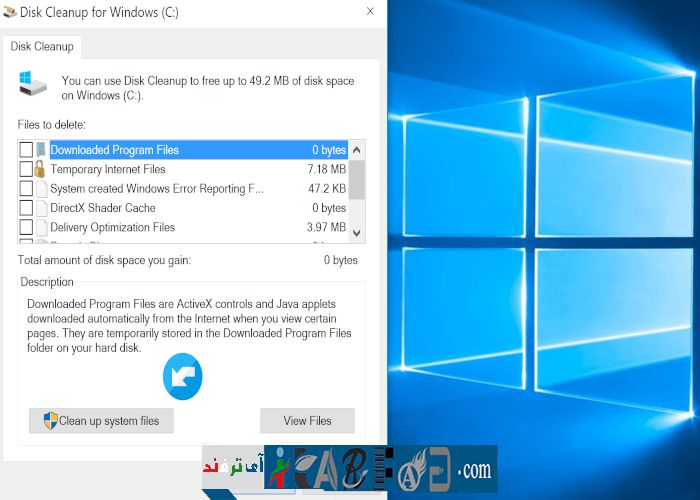 Disk Cleanup for Windows (C:)
Disk Cleanup
You can use Disk Cleanup to free up to 49.2 MB of disk space
on Windows (C:).
Files to delete:
Downloaded Program Files 0 bytes
Temporary Internet Files 7.18 MB
System created Windows Error Reporting F... 47.2 KB
DirectX Shader Cache 0 bytes
Delivery Optimization Files 3.97 MB
Total amount of disk space you gain: 0 bytes
Description
Downloaded Program Files are ActiveX controls and Java applets
downloaded automatically from the Internet when you view certain
pages. They are temporarily stored in the Downloaded Program Files
folder on your hard disk.
Clean up system files View Files
آی ترفند
.com